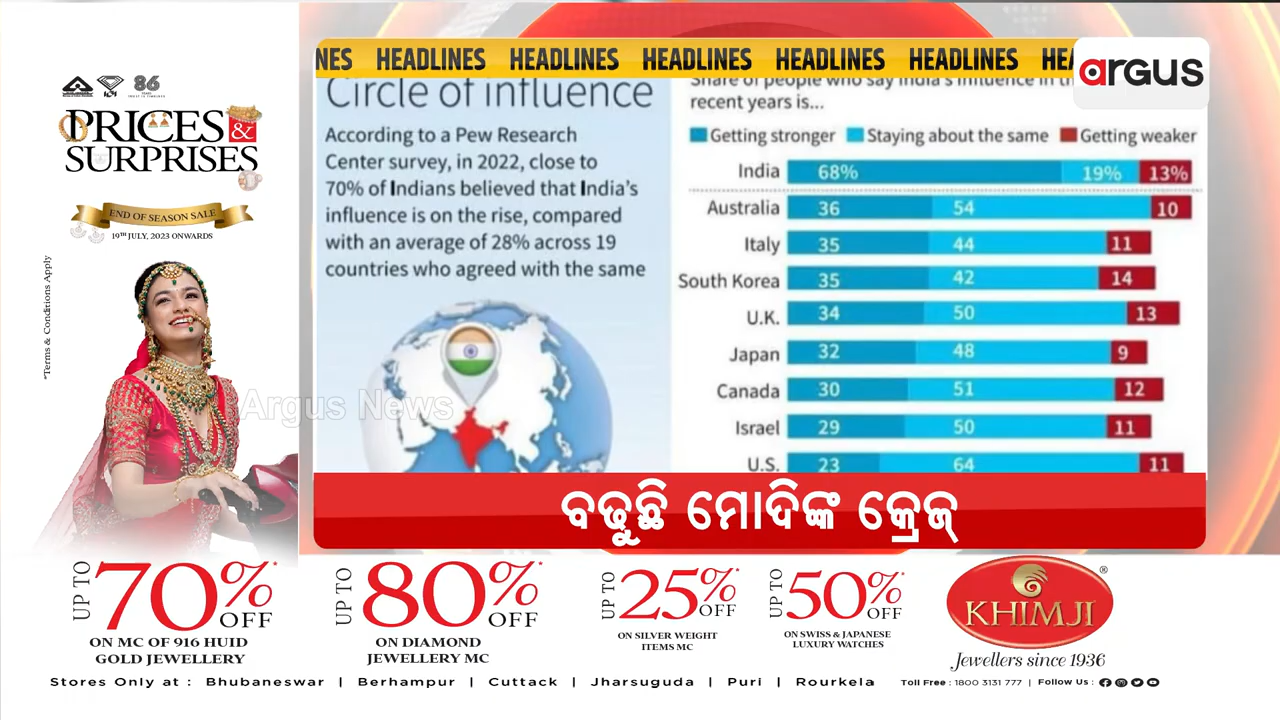 HEADLINES HEADLINES HEADLINES HEADLINES HEADLINES
argus
86
PRICES &
SURPRISES
END OF SEASON SALE
19TH JULY, 2023 ONWARDS
*Terms & Conditions Apply
Circle of influence
According to a Pew Research
Center survey, in 2022, close to
70% of Indians believed that India's
influence is on the rise, compared
with an average of 28% across 19
countries who agreed with the same
Share of people who say India's influence in
recent years is...
Getting stronger Staying about the same Getting weaker
India 68% 19% 13%
Australia 36 54 10
Italy 35 44 11
South Korea 35 42 14
U.K. 34 50 13
Japan 32 48 9
Canada 30 51 12
Israel 29 50 11
U.S. 23 64 11
Argus News
ବଢୁଛି ମୋଦିଙ୍କ କ୍ରେଜ୍
UP TO 70%* OFF
ON MC OF 916 HUID
GOLD JEWELLERY
UP TO 80%* OFF
ON DIAMOND
JEWELLERY MC
UP TO 25%* OFF
ON SILVER WEIGHT
ITEMS MC
UP TO 50%* OFF
ON SWISS & JAPANESE
LUXURY WATCHES
KHIMJI®
Jewellers since 1936
Stores Only at : Bhubaneswar | Berhampur | Cuttack | Jharsuguda | Puri | Rourkela
Toll Free : 1800 3131 777 | Follow Us :